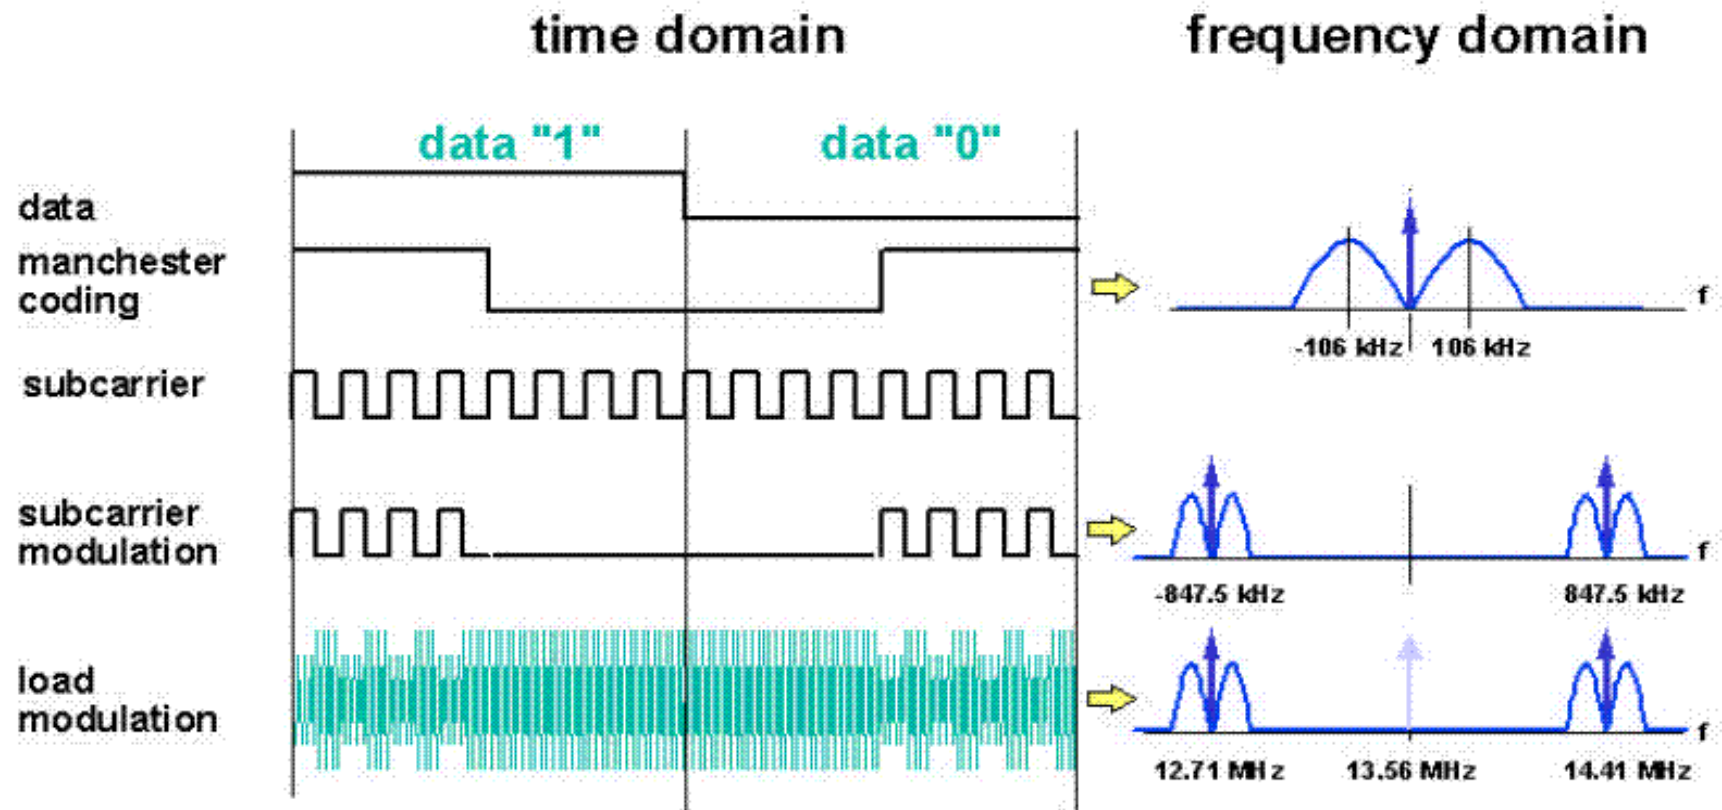 time domain
frequency domain
data "1"
data "0"
data
manchester
coding
f
-106 kHz
106 kHz
subcarrier
subcarrier
modulation
f
-847.5 kHz
847.5 kHz
load
modulation
f
12.71 MHz
13.56 MHz
14.41 MHz